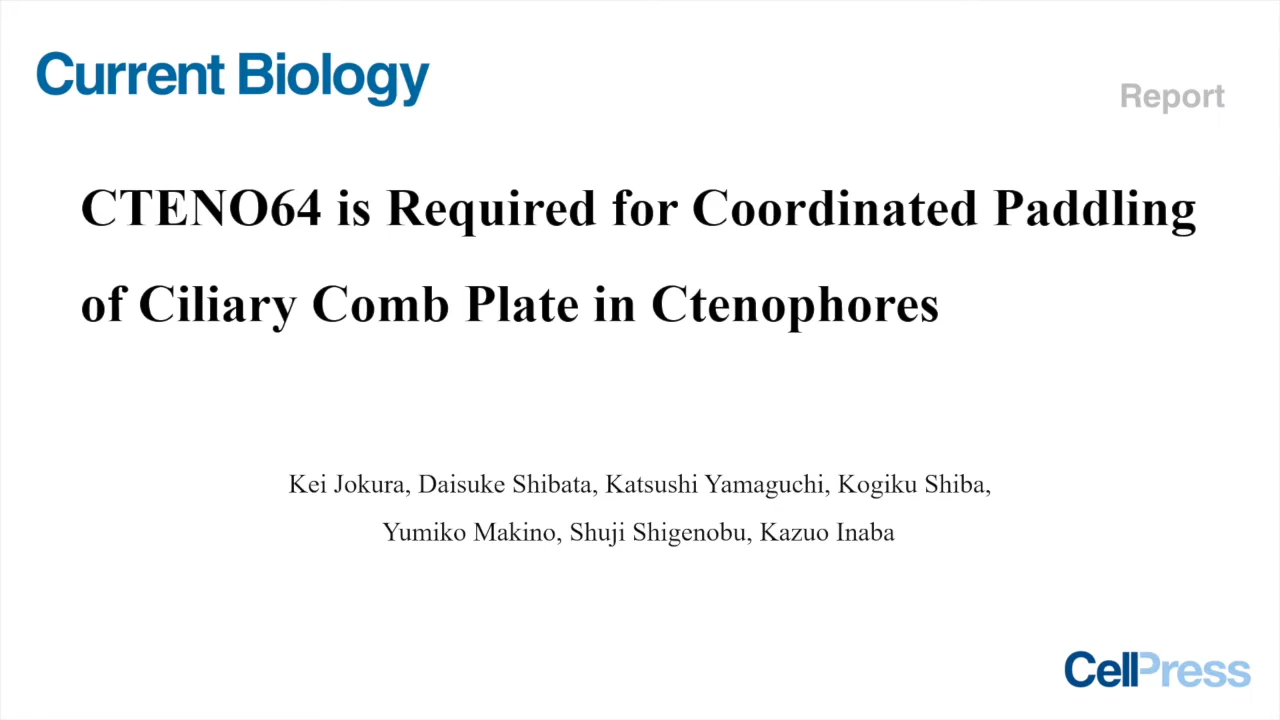 Current Biology
Report
CTENO64 is Required for Coordinated Paddling
of Ciliary Comb Plate in Ctenophores
Kei Jokura, Daisuke Shibata, Katsushi Yamaguchi, Kogiku Shiba,
Yumiko Makino, Shuji Shigenobu, Kazuo Inaba
CellPress